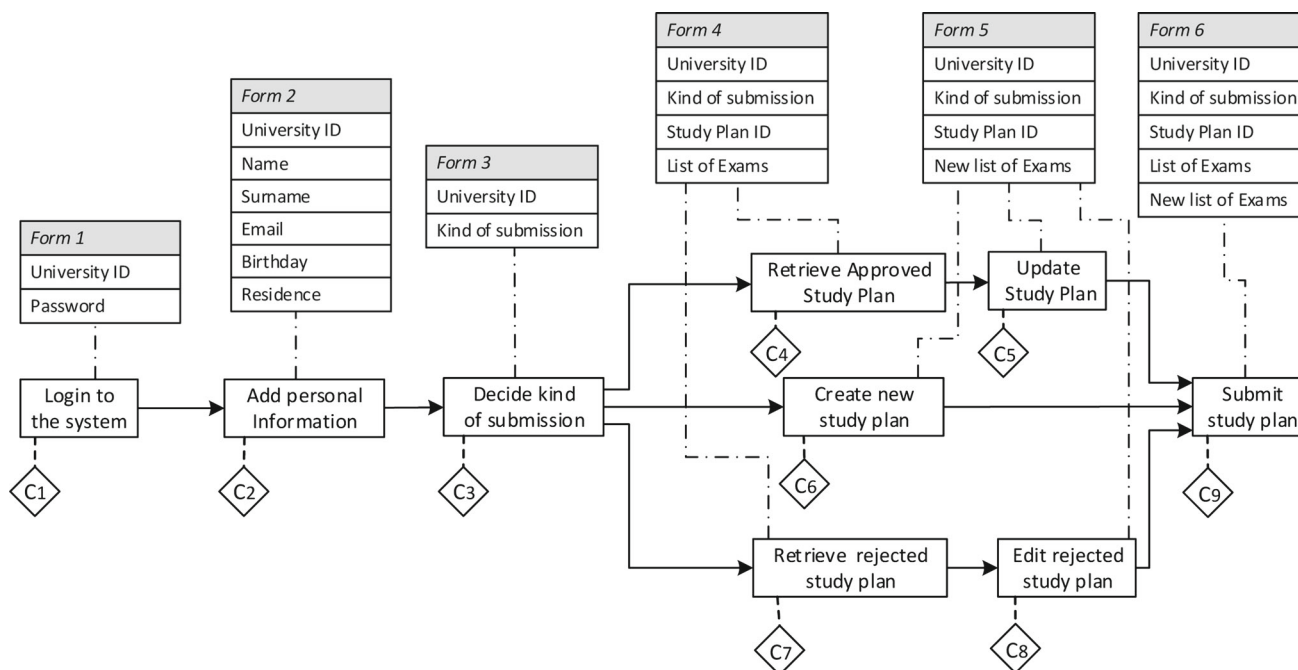 Form 1
University ID
Password
Form 2
University ID
Name
Surname
Email
Birthday
Residence
Form 3
University ID
Kind of submission
Form 4
University ID
Kind of submission
Study Plan ID
List of Exams
Form 5
University ID
Kind of submission
Study Plan ID
New list of Exams
Form 6
University ID
Kind of submission
Study Plan ID
List of Exams
New list of Exams
Login to
the system
C1
Add personal
Information
C2
Decide kind
of submission
C3
Retrieve Approved
Study Plan
C4
Update
Study Plan
C5
Create new
study plan
C6
Retrieve rejected
study plan
C7
Edit rejected
study plan
C8
Submit
study plan
C9